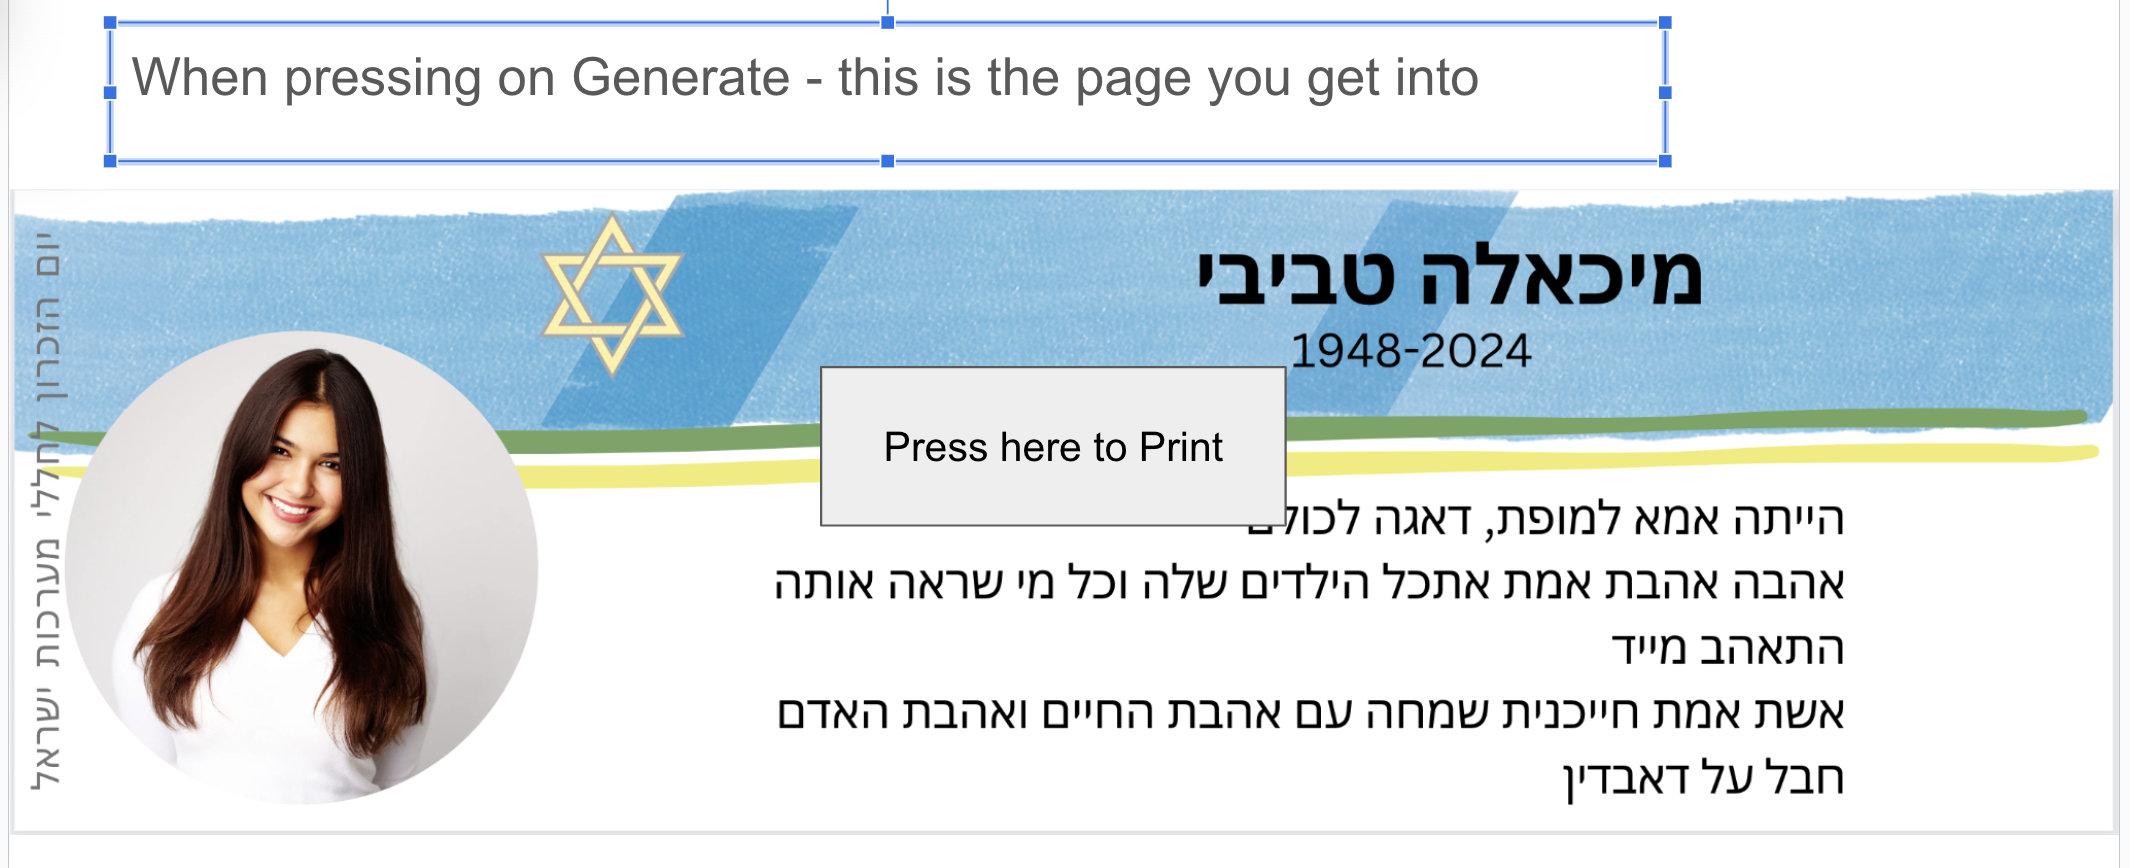 When pressing on Generate - this is the page you get into
יום הזכרון לחללי מערכות ישראל
מיכאלה טביבי
1948-2024
Press here to Print
הייתה אמא למופת, דאגה לכולם
אהבה אהבת אמת אתכל הילדים שלה וכל מי שראה אותה
התאהב מייד
אשת אמת חייכנית שמחה עם אהבת החיים ואהבת האדם
חבל על דאבדין